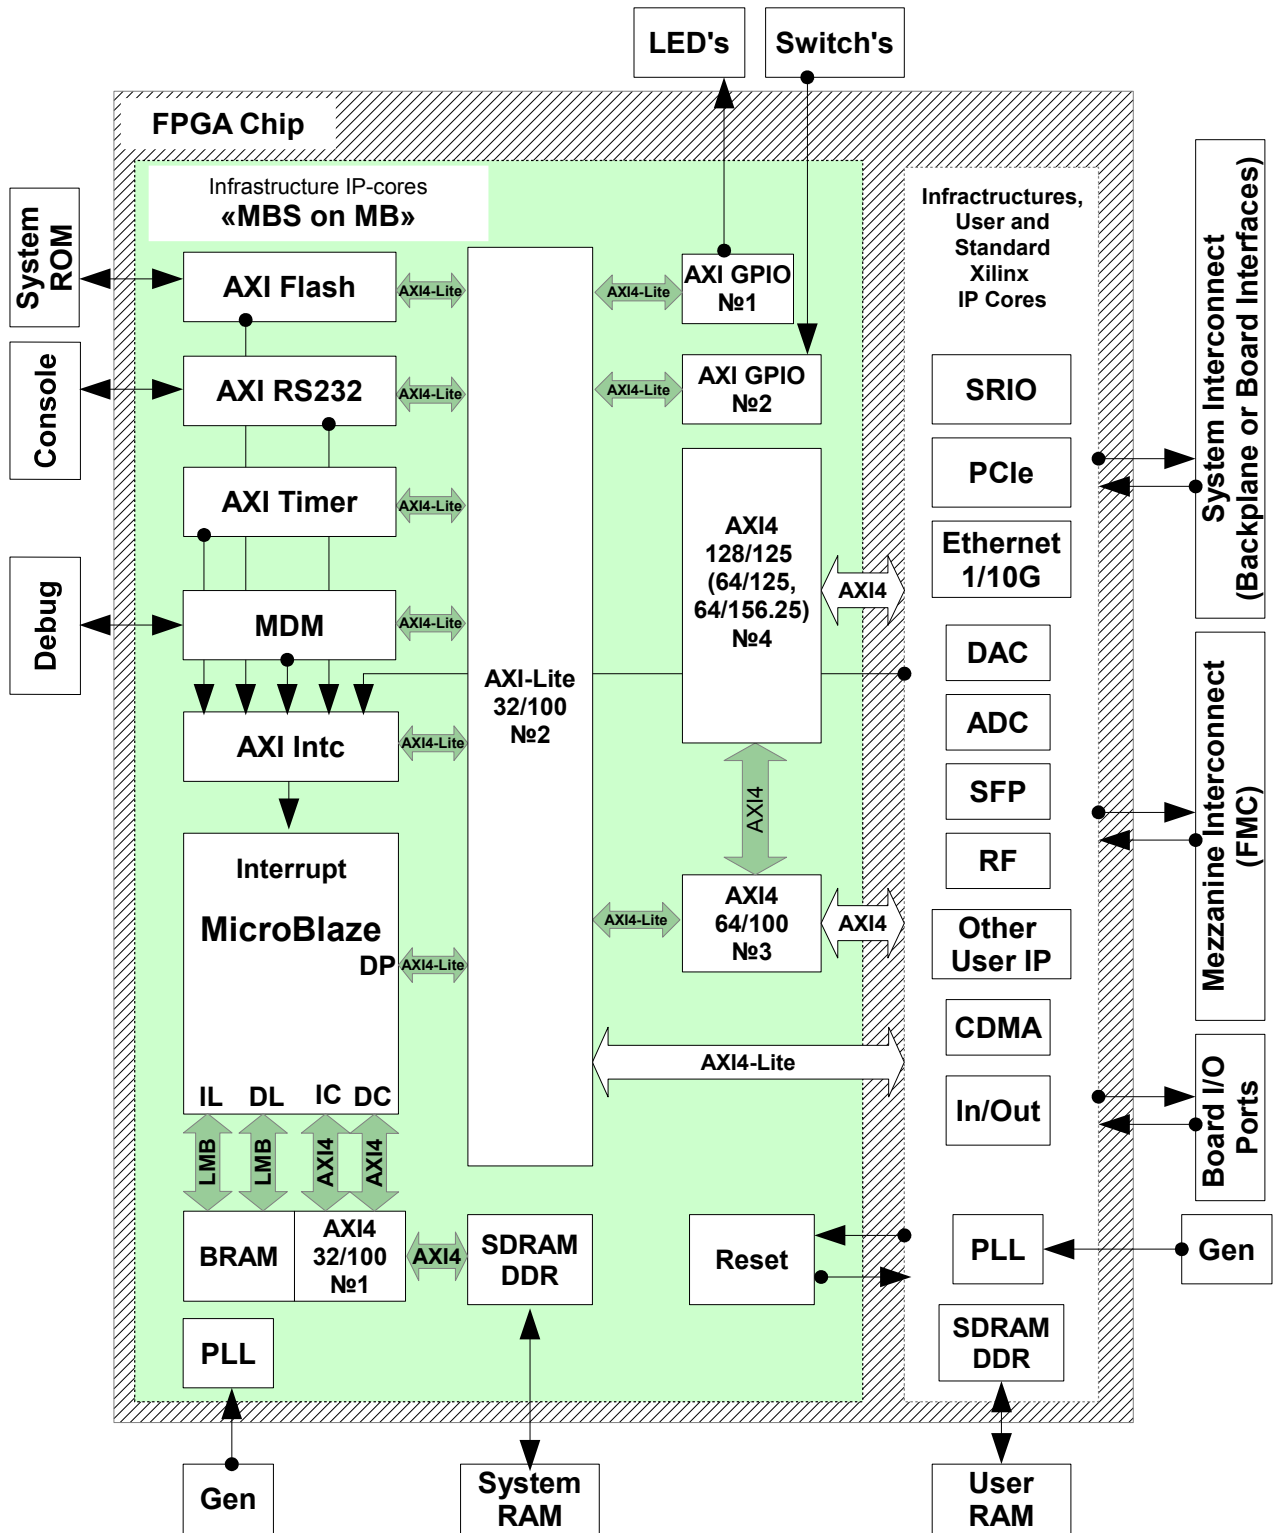 LED's
Switch's
FPGA Chip
Infrastructure IP-cores
«MBS on MB»
System
ROM
Console
Debug
AXI Flash
AXI4-Lite
AXI RS232
AXI4-Lite
AXI Timer
AXI4-Lite
MDM
AXI4-Lite
AXI Intc
AXI4-Lite
Interrupt
MicroBlaze
DP
AXI4-Lite
IL
DL
IC
DC
LMB
LMB
AXI4
AXI4
BRAM
AXI4
32/100
№1
AXI4
SDRAM
DDR
PLL
Gen
System
RAM
AXI-Lite
32/100
№2
AXI4-Lite
AXI GPIO
№1
AXI4-Lite
AXI GPIO
№2
AXI4
128/125
(64/125,
64/156.25)
№4
AXI4
AXI4
AXI4-Lite
AXI4
64/100
№3
AXI4
AXI4-Lite
Reset
Infractructures,
User and
Standard
Xilinx
IP Cores
SRIO
PCIe
Ethernet
1/10G
DAC
ADC
SFP
RF
Other
User IP
CDMA
In/Out
PLL
SDRAM
DDR
User
RAM
System Interconnect
(Backplane or Board Interfaces)
Mezzanine Interconnect
(FMC)
Board I/O
Ports
Gen